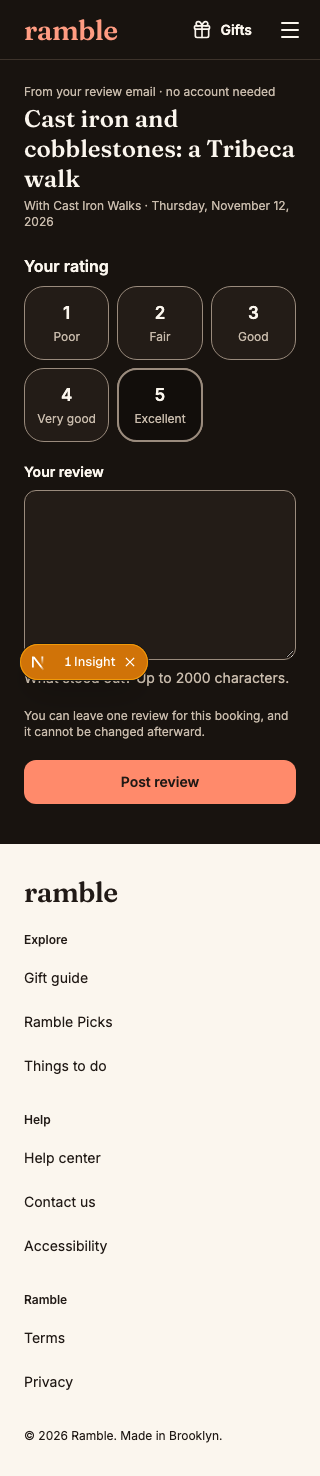 ramble
Gifts
From your review email · no account needed
Cast iron and
cobblestones: a Tribeca
walk
With Cast Iron Walks · Thursday, November 12,
2026
Your rating
1
Poor
2
Fair
3
Good
4
Very good
5
Excellent
Your review
1 Insight
What stood out? Up to 2000 characters.
You can leave one review for this booking, and
it cannot be changed afterward.
Post review
ramble
Explore
Gift guide
Ramble Picks
Things to do
Help
Help center
Contact us
Accessibility
Ramble
Terms
Privacy
© 2026 Ramble. Made in Brooklyn.